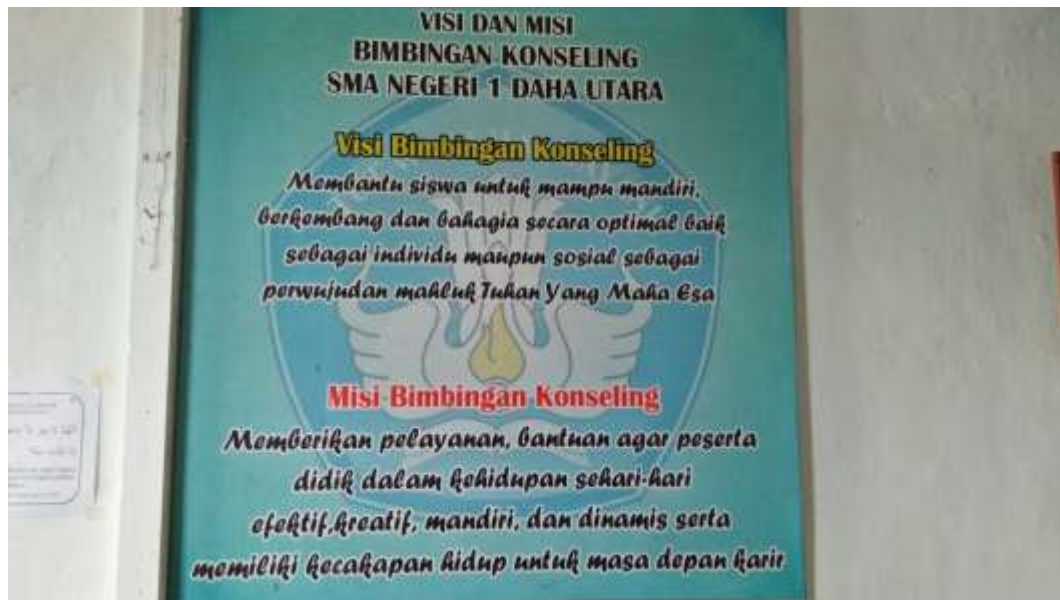 VISI DAN MISI
BIMBINGAN KONSELING
SMA NEGERI 1 DAHA UTARA
Visi Bimbingan Konseling
Membantu siswa untuk mampu mandiri,
berkembang dan bahagia secara optimal baik
sebagai individu maupun sosial sebagai
perwujudan mahluk Tuhan Yang Maha Esa
Misi Bimbingan Konseling
Memberikan pelayanan, bantuan agar peserta
didik dalam kehidupan sehari-hari
efektif,kreatif, mandiri, dan dinamis serta
memiliki kecakapan hidup untuk masa depan karir